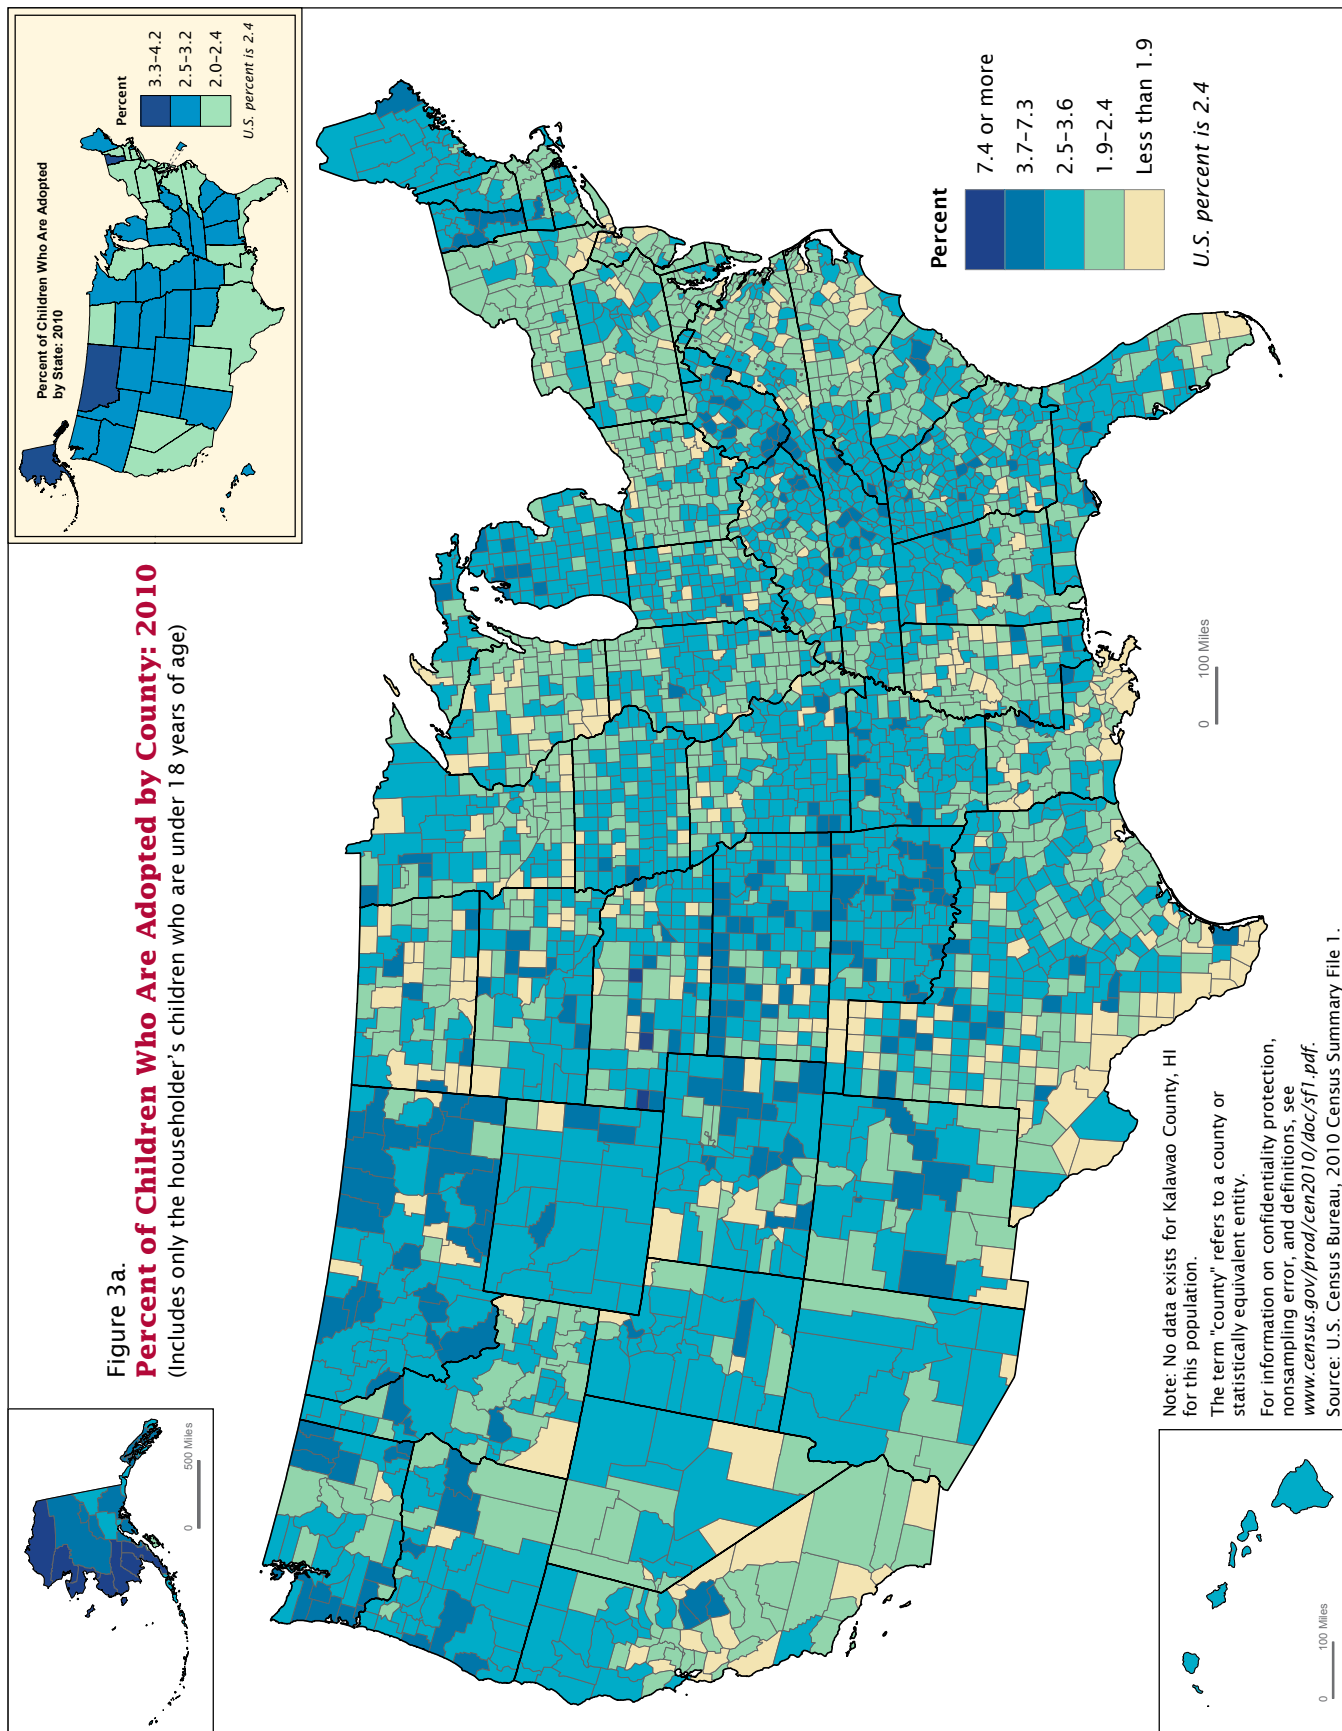 Figure 3a.
Percent of Children Who Are Adopted by County: 2010
(Includes only the householder's children who are under 18 years of age)
Percent of Children Who Are Adopted
by State: 2010
Percent
3.3–4.2
2.5–3.2
2.0–2.4
U.S. percent is 2.4
0
500 Miles
Percent
7.4 or more
3.7–7.3
2.5–3.6
1.9–2.4
Less than 1.9
U.S. percent is 2.4
0
100 Miles
0
100 Miles
Note: No data exists for Kalawao County, HI
for this population.
The term "county" refers to a county or
statistically equivalent entity.
For information on confidentiality protection,
nonsampling error, and definitions, see
www.census.gov/prod/cen2010/doc/sf1.pdf.
Source: U.S. Census Bureau, 2010 Census Summary File 1.